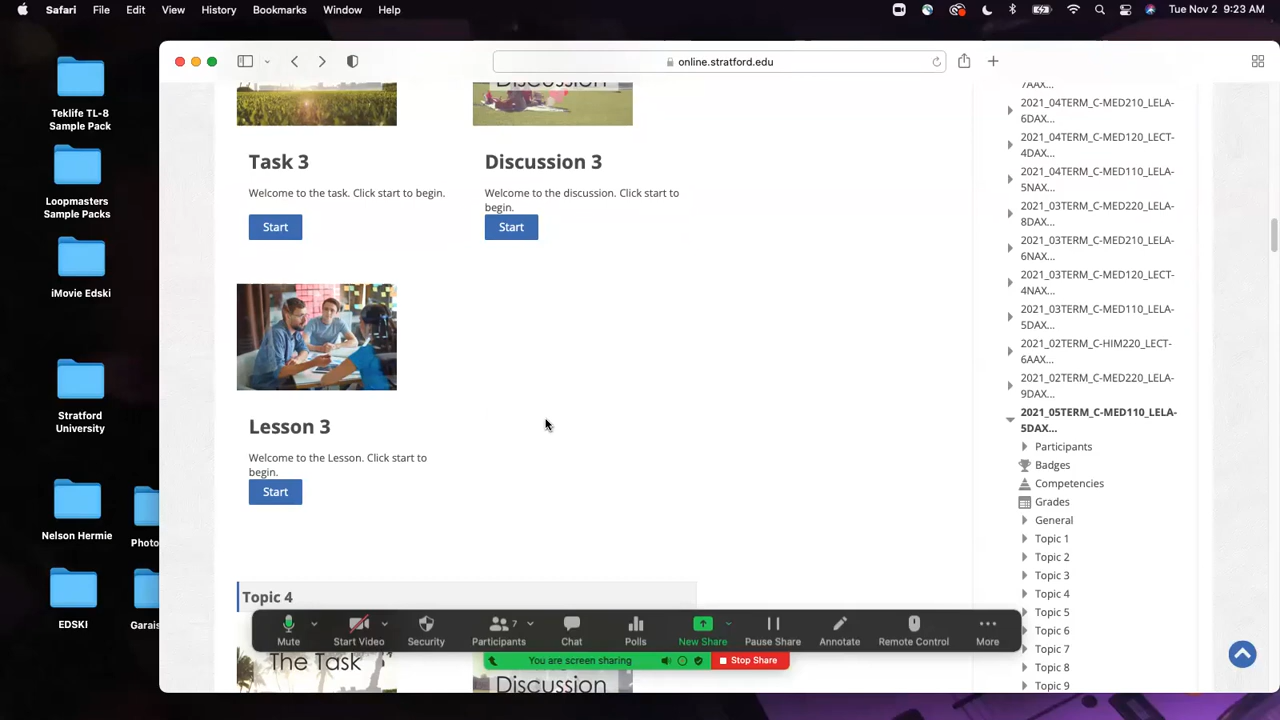 Safari File Edit View History Bookmarks Window Help Tue Nov 2 9:23 AM
online.stratford.edu
Teklife TL-8
Sample Pack
Loopmasters
Sample Packs
iMovie Edski
Stratford
University
Nelson Hermie
Photo
EDSKI
Garais
Discussion
Task 3
Welcome to the task. Click start to begin.
Start
Discussion 3
Welcome to the discussion. Click start to
begin.
Start
Lesson 3
Welcome to the Lesson. Click start to
begin.
Start
Topic 4
The Task
Discussion
7AAX...
2021_04TERM_C-MED210_LELA-
6DAX...
2021_04TERM_C-MED120_LECT-
4DAX...
2021_04TERM_C-MED110_LELA-
5NAX...
2021_03TERM_C-MED220_LELA-
8DAX...
2021_03TERM_C-MED210_LELA-
6NAX...
2021_03TERM_C-MED120_LECT-
4NAX...
2021_03TERM_C-MED110_LELA-
5DAX...
2021_02TERM_C-HIM220_LECT-
6AAX...
2021_02TERM_C-MED220_LELA-
9DAX...
2021_05TERM_C-MED110_LELA-
5DAX...
Participants
Badges
Competencies
Grades
General
Topic 1
Topic 2
Topic 3
Topic 4
Topic 5
Topic 6
Topic 7
Topic 8
Topic 9
Mute Start Video Security Participants 7 Chat Polls New Share Pause Share Annotate Remote Control More
You are screen sharing Stop Share